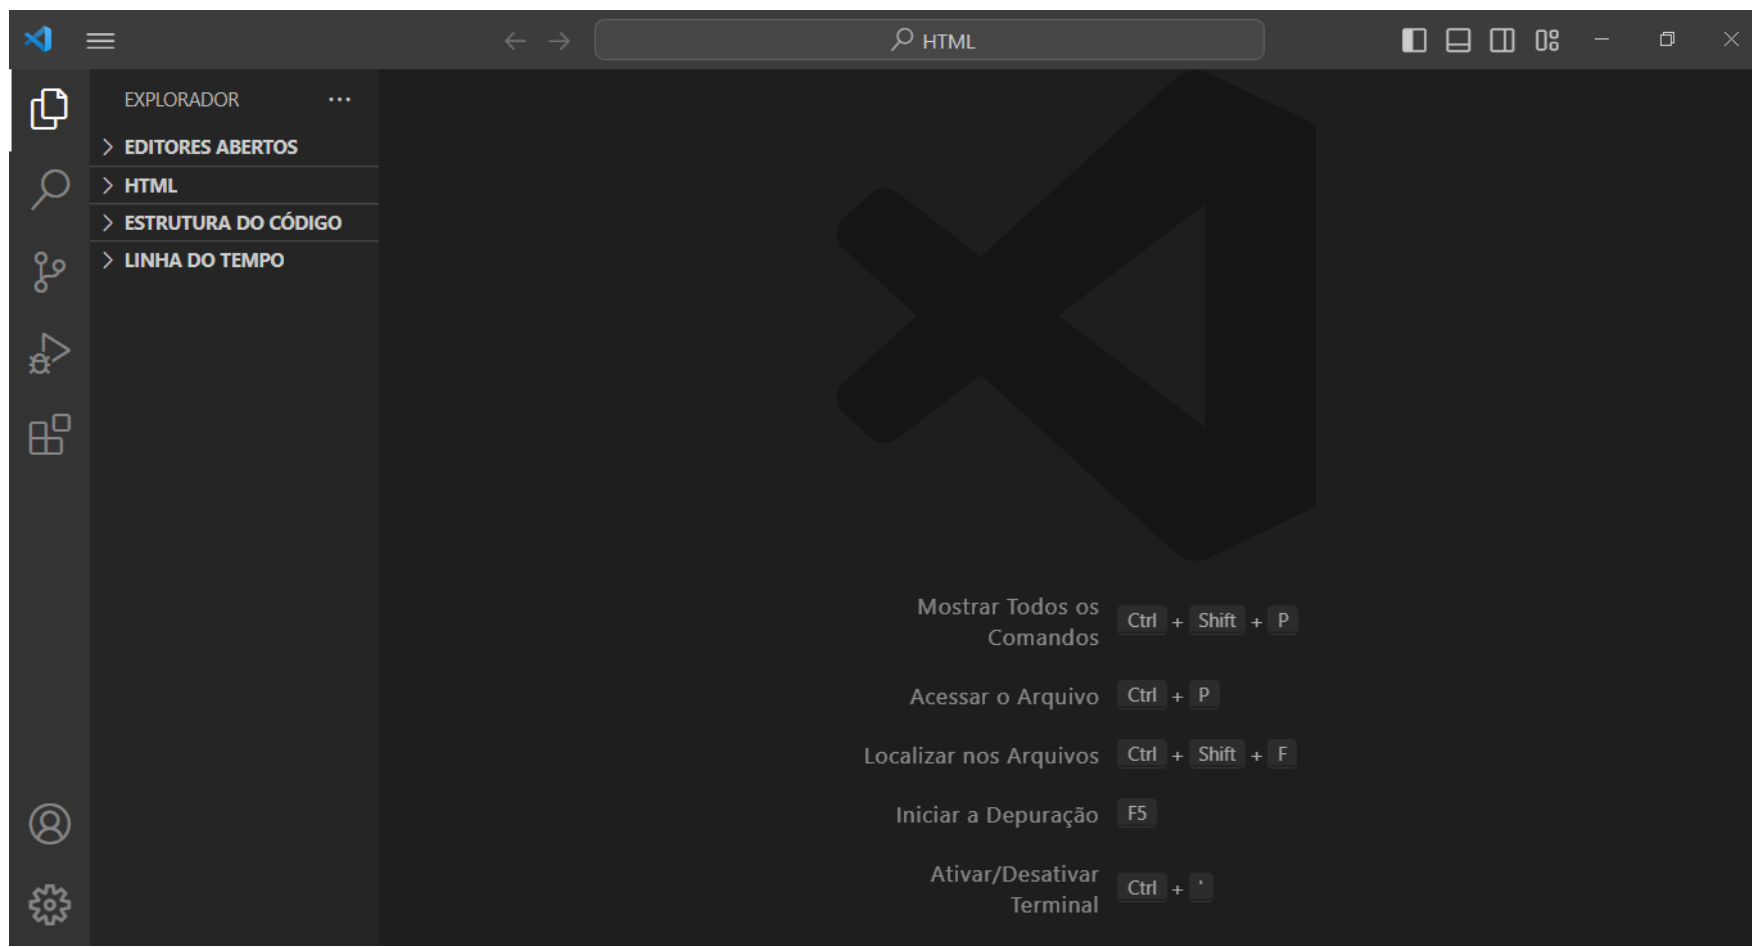 HTML
EXPLORADOR
EDITORES ABERTOS
HTML
ESTRUTURA DO CÓDIGO
LINHA DO TEMPO
Mostrar Todos os
Comandos
Ctrl + Shift + P
Acessar o Arquivo Ctrl + P
Localizar nos Arquivos Ctrl + Shift + F
Iniciar a Depuração F5
Ativar/Desativar
Terminal
Ctrl + '